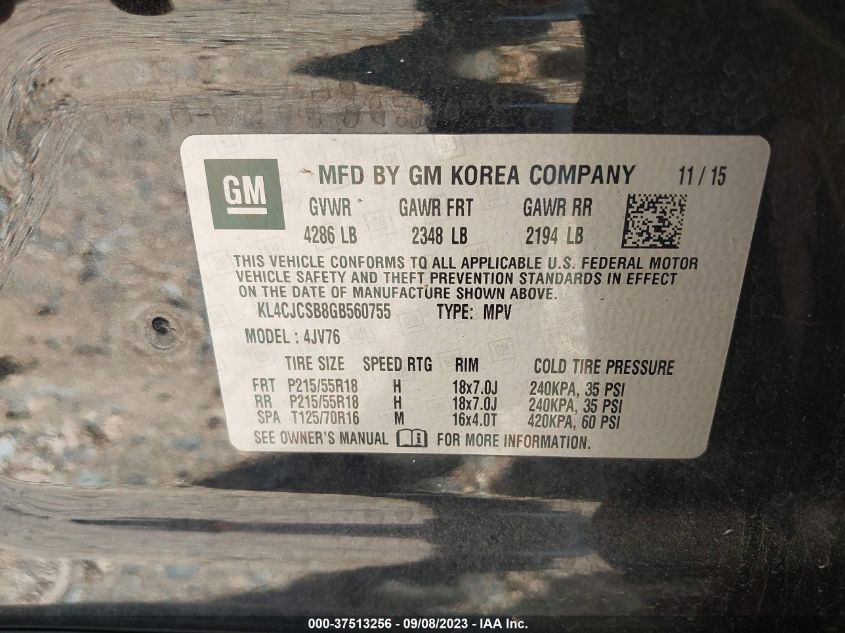 GM MFD BY GM KOREA COMPANY 11 / 15
GVWR GAWR FRT GAWR RR
4286 LB 2348 LB 2194 LB
THIS VEHICLE CONFORMS TO ALL APPLICABLE U.S. FEDERAL MOTOR
VEHICLE SAFETY AND THEFT PREVENTION STANDARDS IN EFFECT
ON THE DATE OF MANUFACTURE SHOWN ABOVE.
KL4CJCSB8GB560755 TYPE: MPV
MODEL : 4JV76
TIRE SIZE SPEED RTG RIM COLD TIRE PRESSURE
FRT P215/55R18 H 18x7.0J 240KPA, 35 PSI
RR P215/55R18 H 18x7.0J 240KPA, 35 PSI
SPA T125/70R16 M 16x4.0T 420KPA, 60 PSI
SEE OWNER'S MANUAL FOR MORE INFORMATION.
000-37513256 - 09/08/2023 - IAA Inc.